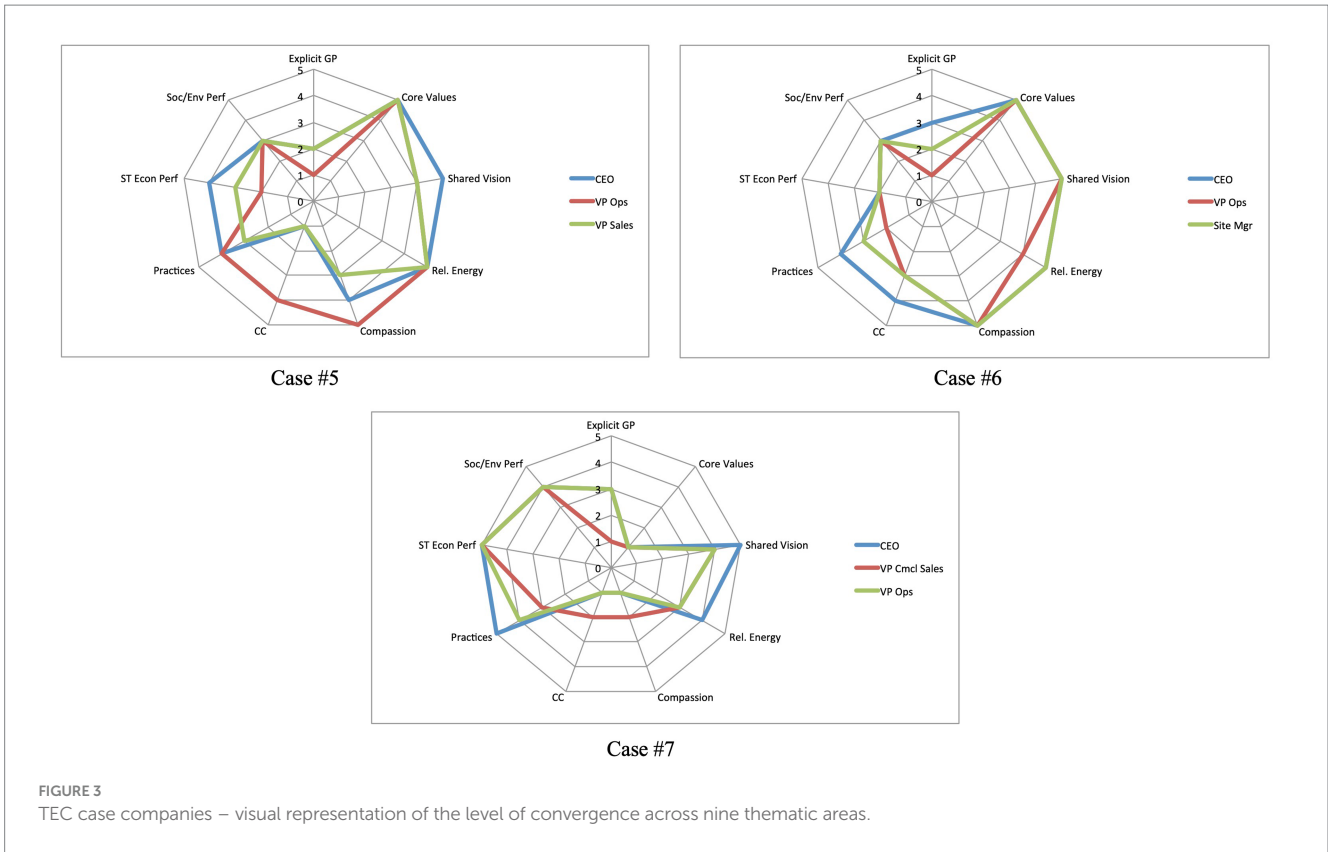 Explicit GP
5
4
3
2
1
0
Core Values
Shared Vision
Rel. Energy
Compassion
CC
Practices
ST Econ Perf
Soc/Env Perf
CEO
VP Ops
VP Sales
Case #5
Explicit GP
5
4
3
2
1
0
Core Values
Shared Vision
Rel. Energy
Compassion
CC
Practices
ST Econ Perf
Soc/Env Perf
CEO
VP Ops
Site Mgr
Case #6
Explicit GP
5
4
3
2
1
0
Core Values
Shared Vision
Rel. Energy
Compassion
CC
Practices
ST Econ Perf
Soc/Env Perf
CEO
VP Cmcl Sales
VP Ops
Case #7
FIGURE 3
TEC case companies – visual representation of the level of convergence across nine thematic areas.